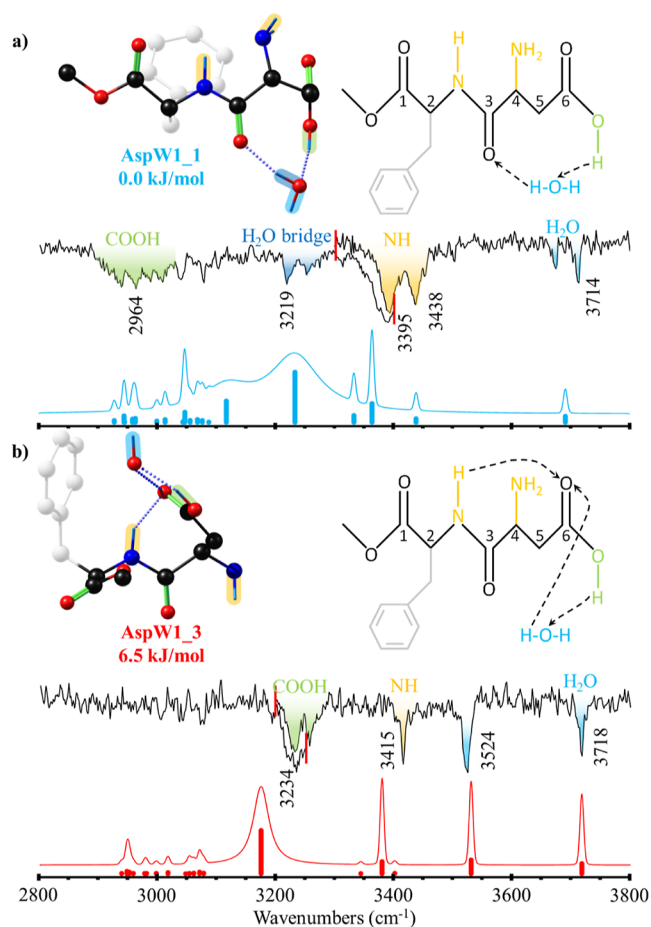 a)
O
H
NH₂
O
N
1
2
3
4
5
6
O
O
O
H
H-O-H
AspW1_1
0.0 kJ/mol
COOH
H₂O bridge
NH
H₂O
2964
3219
3395
3438
3714
b)
O
H
NH₂
O
N
1
2
3
4
5
6
O
O
O
H
H-O-H
AspW1_3
6.5 kJ/mol
COOH
NH
H₂O
3234
3415
3524
3718
2800
3000
3200
3400
3600
3800
Wavenumbers (cm⁻¹)